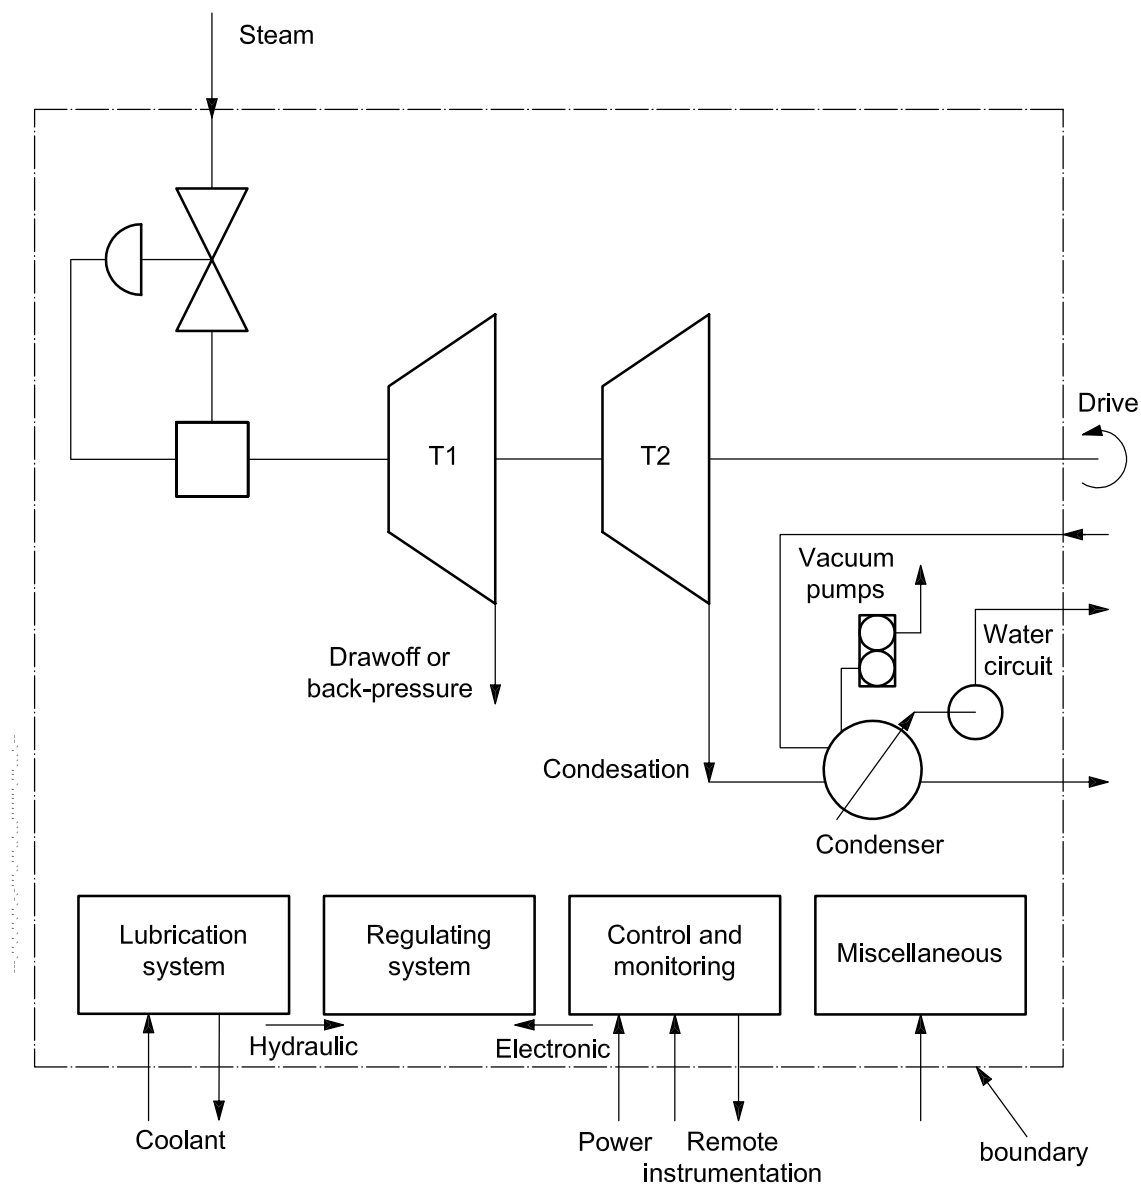 Steam
Drive
T1
T2
Vacuum
pumps
Water
circuit
Drawoff or
back-pressure
Condesation
Condenser
Lubrication
system
Regulating
system
Control and
monitoring
Miscellaneous
Hydraulic
Electronic
Coolant
Power
Remote
instrumentation
boundary